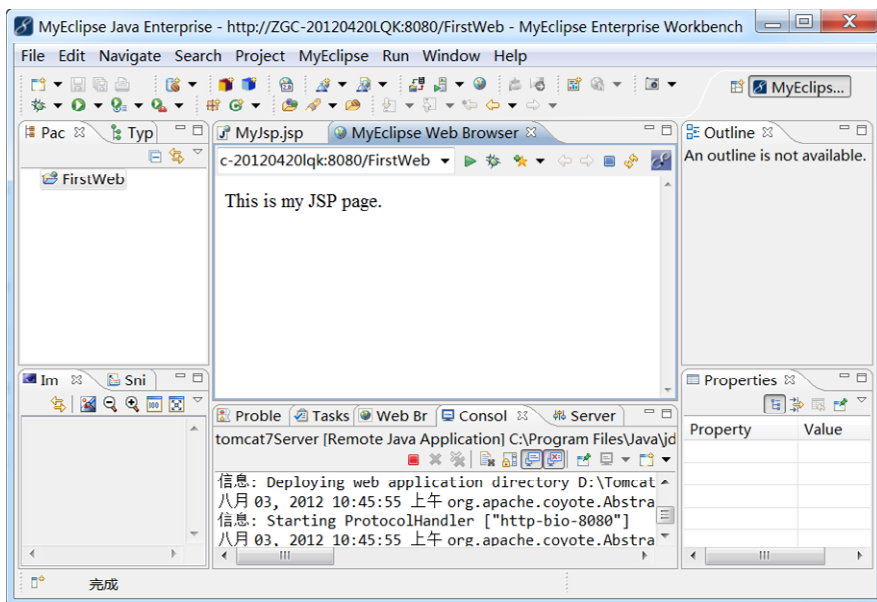 MyEclipse Java Enterprise - http://ZGC-20120420LQK:8080/FirstWeb - MyEclipse Enterprise Workbench
File Edit Navigate Search Project MyEclipse Run Window Help
MyEclips...
Pac Typ
FirstWeb
MyJsp.jsp MyEclipse Web Browser
c-20120420lqk:8080/FirstWeb
This is my JSP page.
Outline
An outline is not available.
Im Sni
Proble Tasks Web Br Consol Server
tomcat7Server [Remote Java Application] C:\Program Files\Java\jd
信息: Deploying web application directory D:\Tomcat
八月 03, 2012 10:45:55 上午 org.apache.coyote.Abstra
信息: Starting ProtocolHandler ["http-bio-8080"]
八月 03, 2012 10:45:55 上午 org.apache.coyote.Abstra
Properties
Property Value
完成